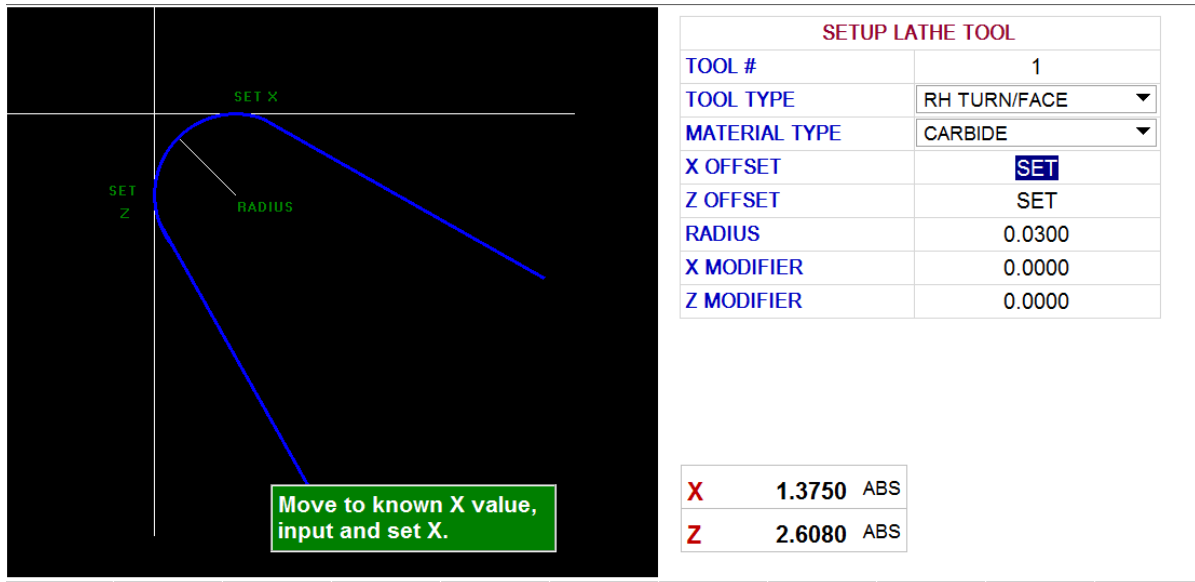 SET X
SET
Z
RADIUS
Move to known X value,
input and set X.
SETUP LATHE TOOL
TOOL # 1
TOOL TYPE RH TURN/FACE
MATERIAL TYPE CARBIDE
X OFFSET SET
Z OFFSET SET
RADIUS 0.0300
X MODIFIER 0.0000
Z MODIFIER 0.0000
X 1.3750 ABS
Z 2.6080 ABS